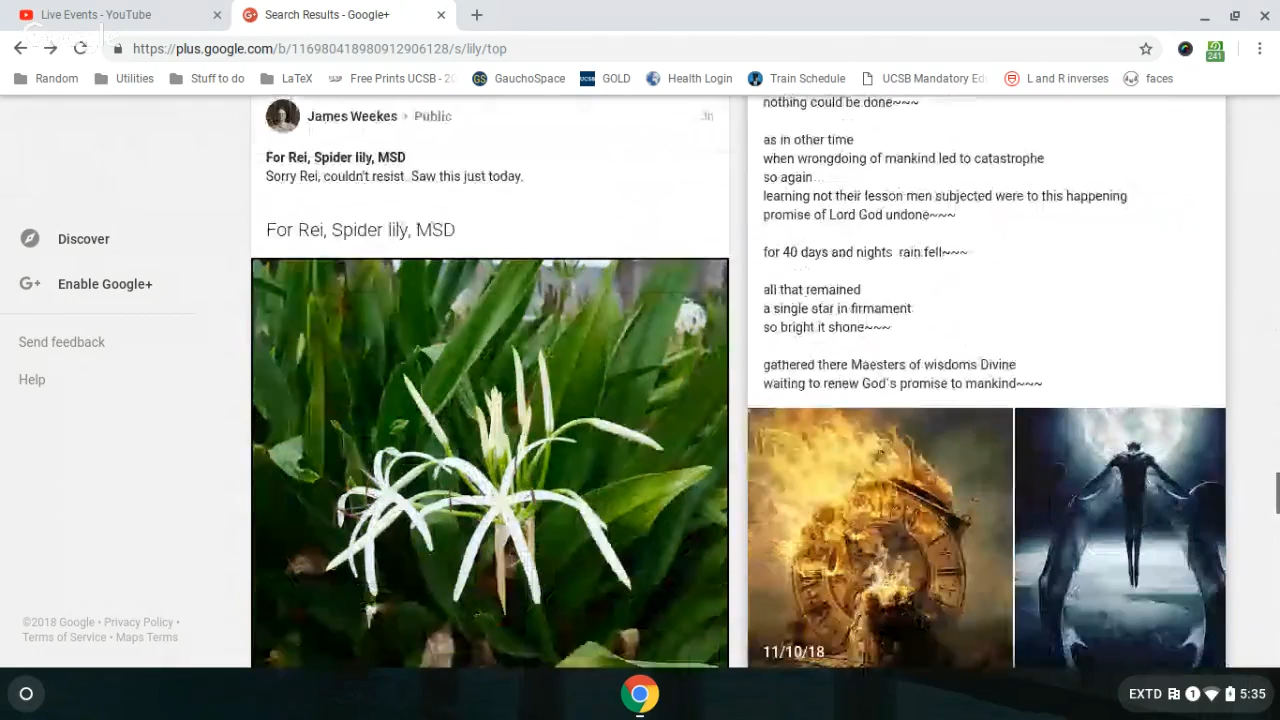 Live Events - YouTube
Search Results - Google+
Google
https://plus.google.com/b/116980418980912906128/s/lily/top
Random
Utilities
Stuff to do
LaTeX
Free Prints UCSB - 20
GauchoSpace
GOLD
Health Login
Train Schedule
UCSB Mandatory Ed
L and R inverses
faces
241
Discover
Enable Google+
Send feedback
Help
©2018 Google • Privacy Policy •
Terms of Service • Maps Terms
James Weekes
Public
For Rei, Spider lily, MSD
Sorry Rei, couldn't resist. Saw this just today.
For Rei, Spider lily, MSD
nothing could be done~~~
as in other time
when wrongdoing of mankind led to catastrophe
so again
learning not their lesson men subjected were to this happening
promise of Lord God undone~~~
for 40 days and nights rain fell~~~
all that remained
a single star in firmament
so bright it shone~~~
gathered there Maesters of wisdoms Divine
waiting to renew God's promise to mankind~~~
11/10/18
EXTD
1
5:35